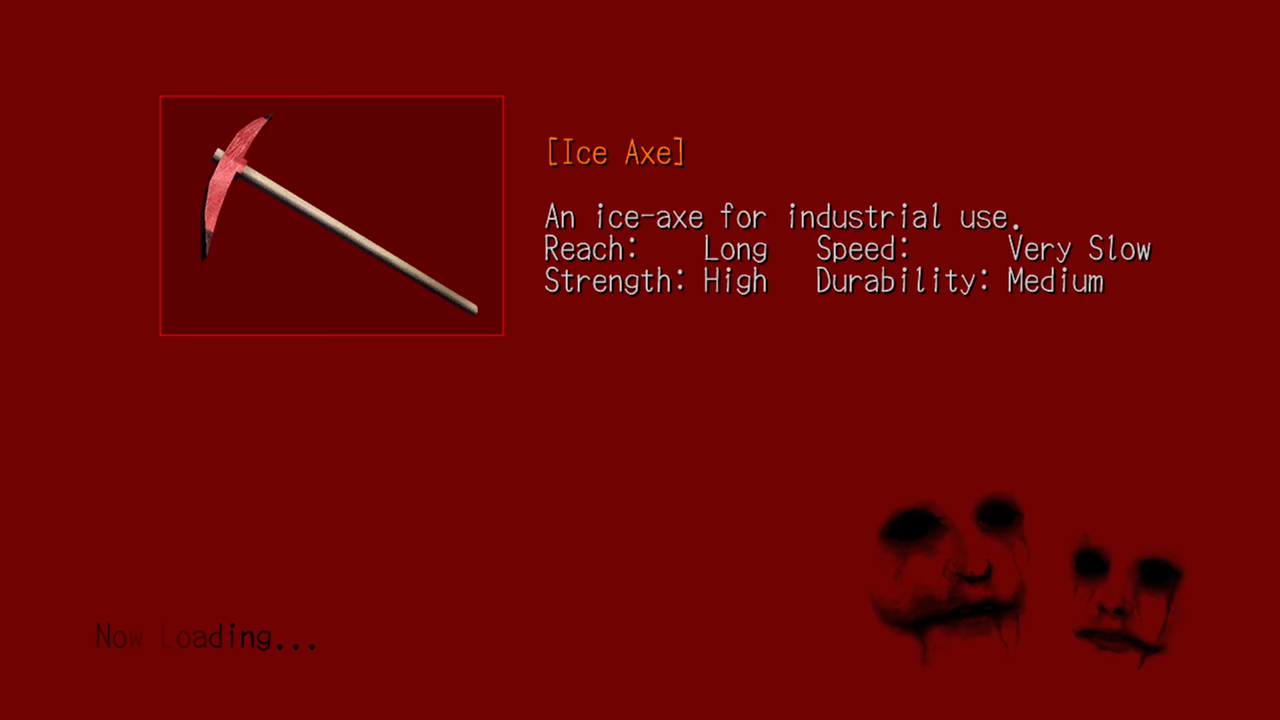 [Ice Axe]
An ice-axe for industrial use.
Reach: Long Speed: Very Slow
Strength: High Durability: Medium
Now Loading...